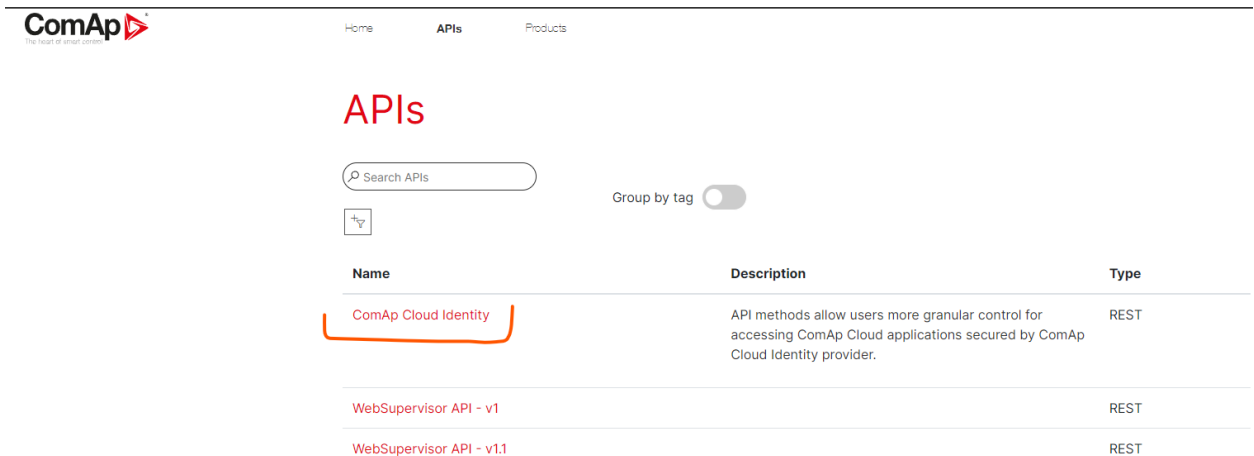 ComAp
The heart of smart control
Home APIs Products
APIs
Search APIs
Group by tag
Name Description Type
ComAp Cloud Identity API methods allow users more granular control for REST
accessing ComAp Cloud applications secured by ComAp
Cloud Identity provider.
WebSupervisor API - v1 REST
WebSupervisor API - v1.1 REST